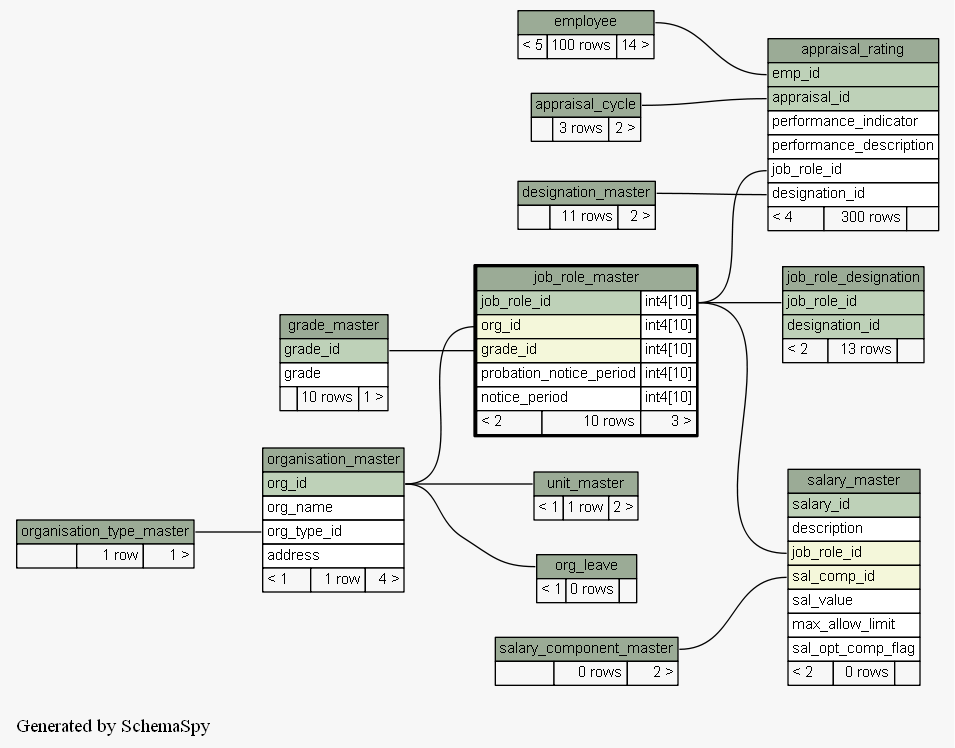 employee
< 5 100 rows 14 >
appraisal_rating
emp_id
appraisal_id
performance_indicator
performance_description
job_role_id
designation_id
< 4 300 rows
appraisal_cycle
3 rows 2 >
designation_master
11 rows 2 >
job_role_master
job_role_id int4[10]
org_id int4[10]
grade_id int4[10]
probation_notice_period int4[10]
notice_period int4[10]
< 2 10 rows 3 >
job_role_designation
job_role_id
designation_id
< 2 13 rows
grade_master
grade_id
grade
10 rows 1 >
organisation_master
org_id
org_name
org_type_id
address
< 1 1 row 4 >
organisation_type_master
1 row 1 >
unit_master
< 1 1 row 2 >
org_leave
< 1 0 rows
salary_master
salary_id
description
job_role_id
sal_comp_id
sal_value
max_allow_limit
sal_opt_comp_flag
< 2 0 rows
salary_component_master
0 rows 2 >
Generated by SchemaSpy